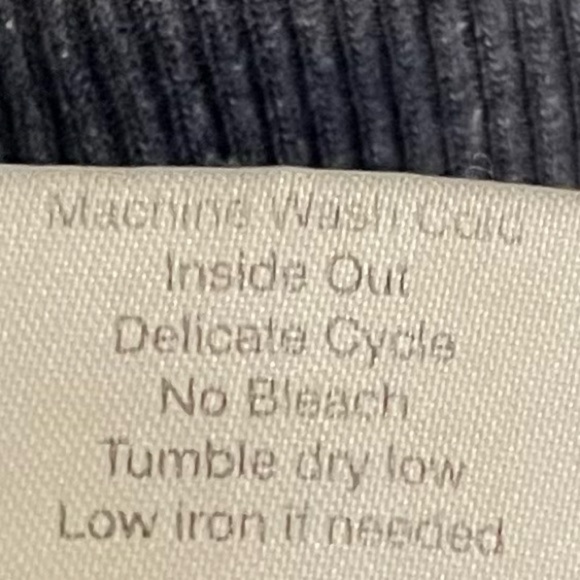 Machine Wash Cold
Inside Out
Delicate Cycle
No Bleach
Tumble dry low
Low iron if needed